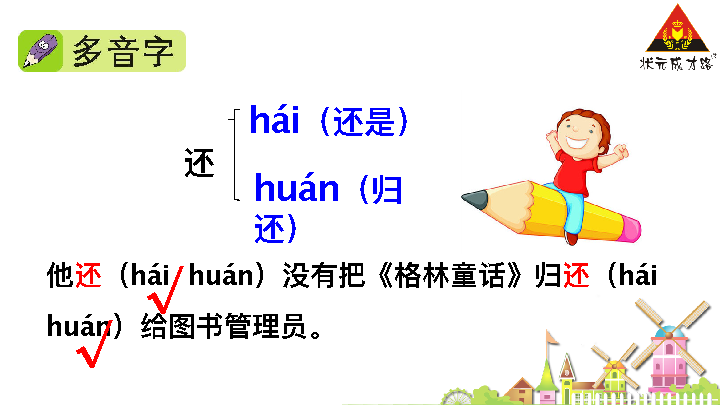 多音字
状元成才路
hái（还是）
还
huán（归
还）
他还（hái huán）没有把《格林童话》归还（hái
huán）给图书管理员。